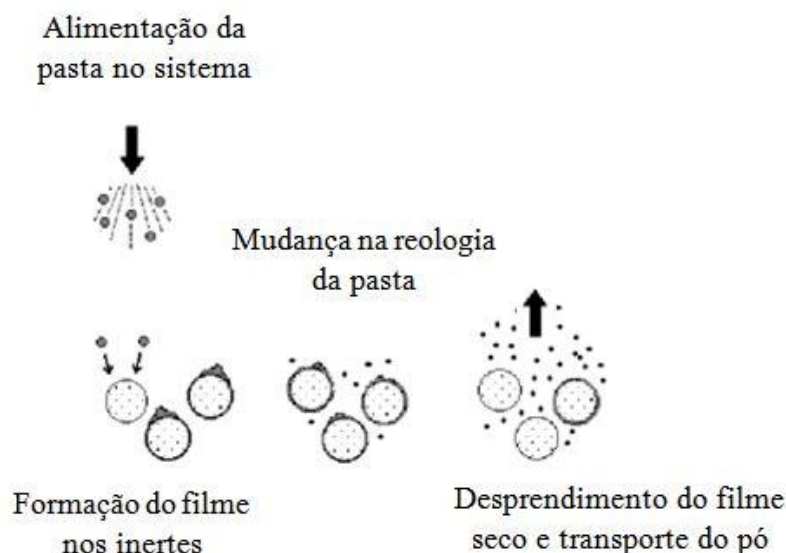 Alimentação da
pasta no sistema
Mudança na reologia
da pasta
Formação do filme
nos inertes
Desprendimento do filme
seco e transporte do pó